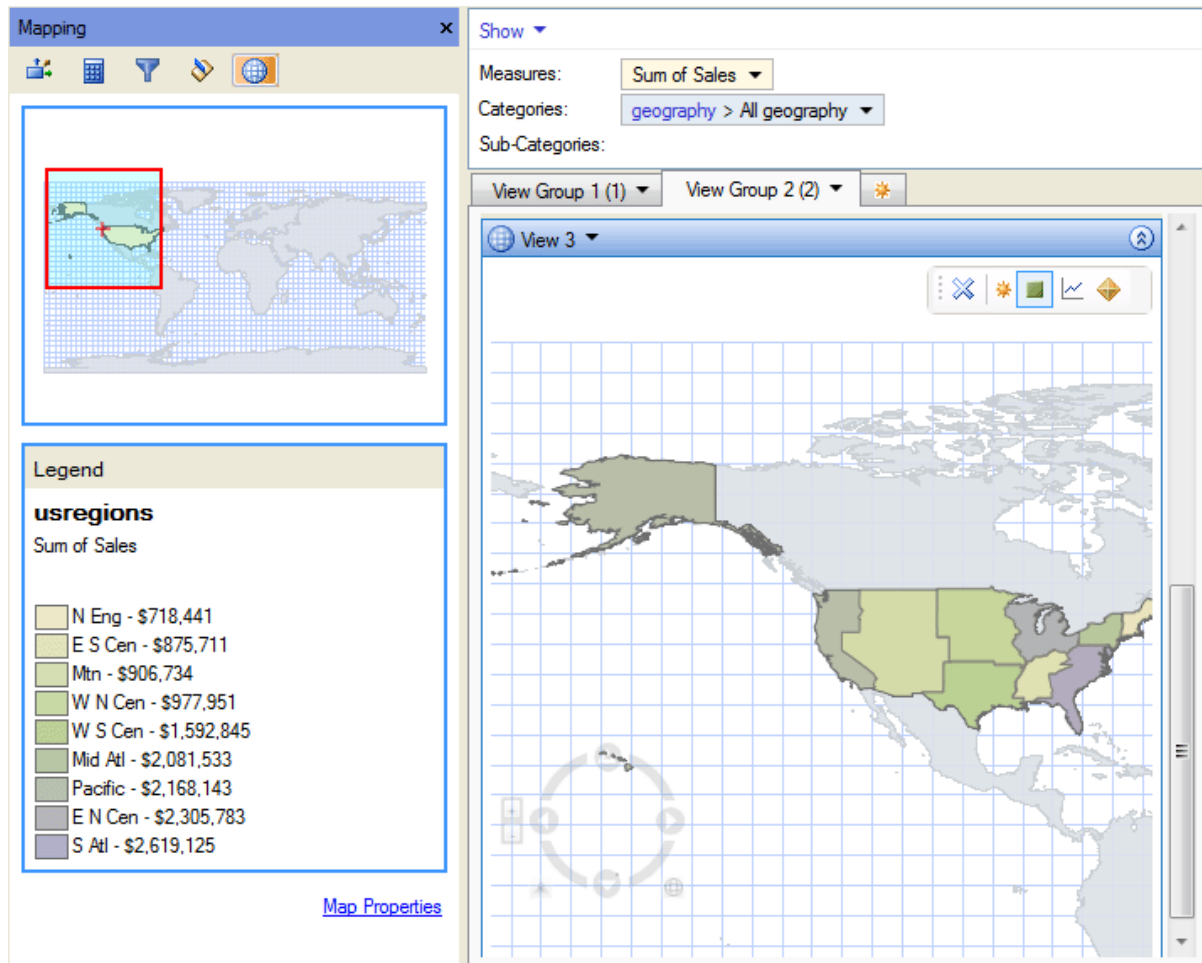 Mapping
Legend
usregions
Sum of Sales
N Eng - $718,441
E S Cen - $875,711
Mtn - $906,734
W N Cen - $977,951
W S Cen - $1,592,845
Mid Atl - $2,081,533
Pacific - $2,168,143
E N Cen - $2,305,783
S Atl - $2,619,125
Map Properties
Show
Measures: Sum of Sales
Categories: geography > All geography
Sub-Categories:
View Group 1 (1) View Group 2 (2)
View 3